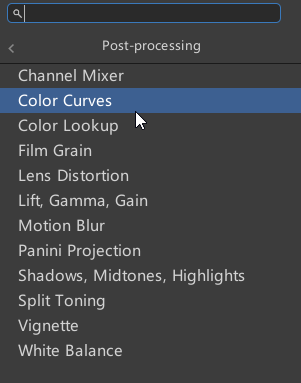 Post-processing
Channel Mixer
Color Curves
Color Lookup
Film Grain
Lens Distortion
Lift, Gamma, Gain
Motion Blur
Panini Projection
Shadows, Midtones, Highlights
Split Toning
Vignette
White Balance